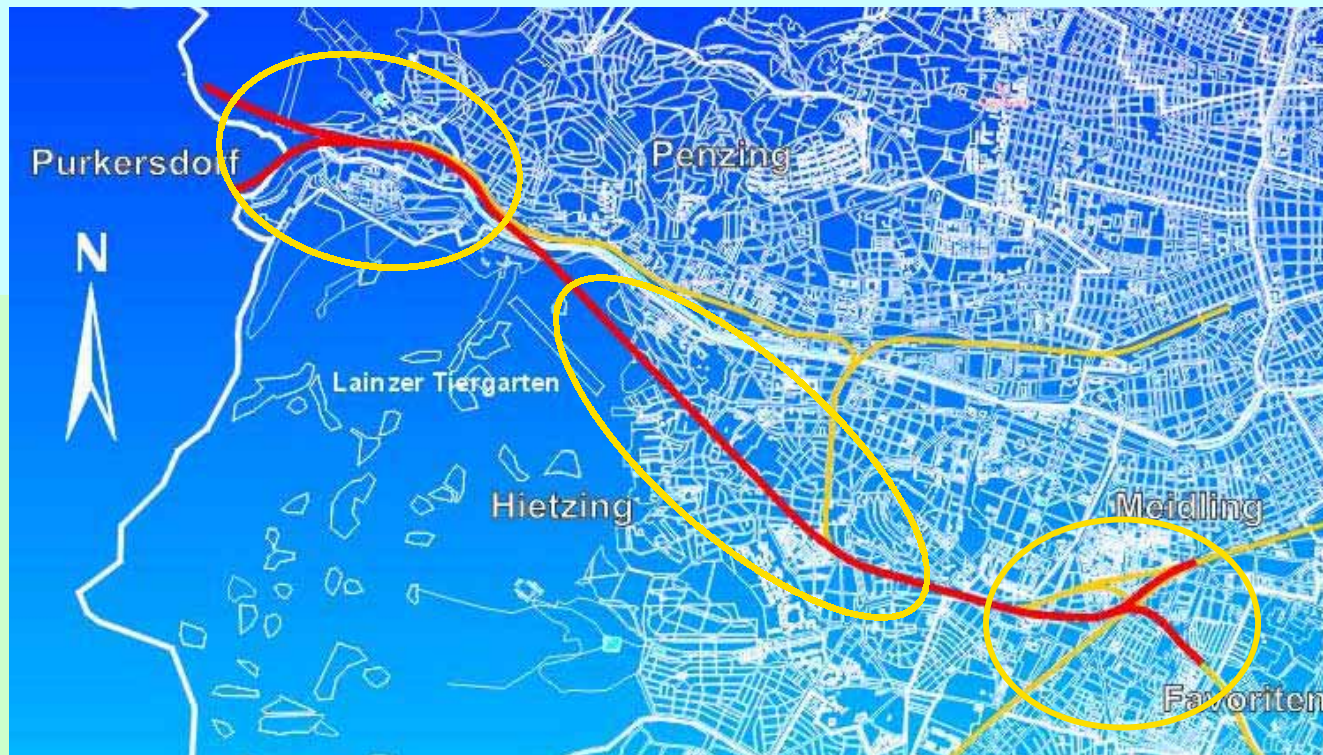 Penzing
Purkersdorf
N
Lainzer Tiergarten
Hietzing
Meidling
Favoriten